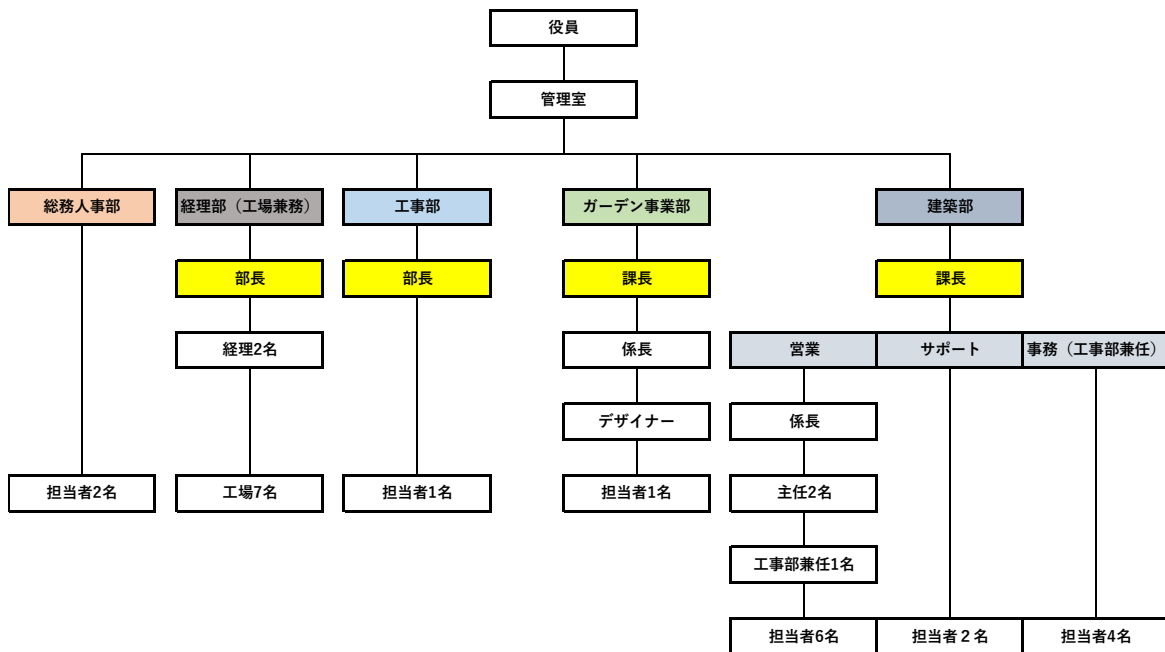 役員
管理室
総務人事部
経理部（工場兼務）
工事部
ガーデン事業部
建築部
部長
部長
課長
課長
経理2名
係長
営業
サポート
事務（工事部兼任）
デザイナー
係長
担当者2名
工場7名
担当者1名
担当者1名
主任2名
工事部兼任1名
担当者6名
担当者２名
担当者4名